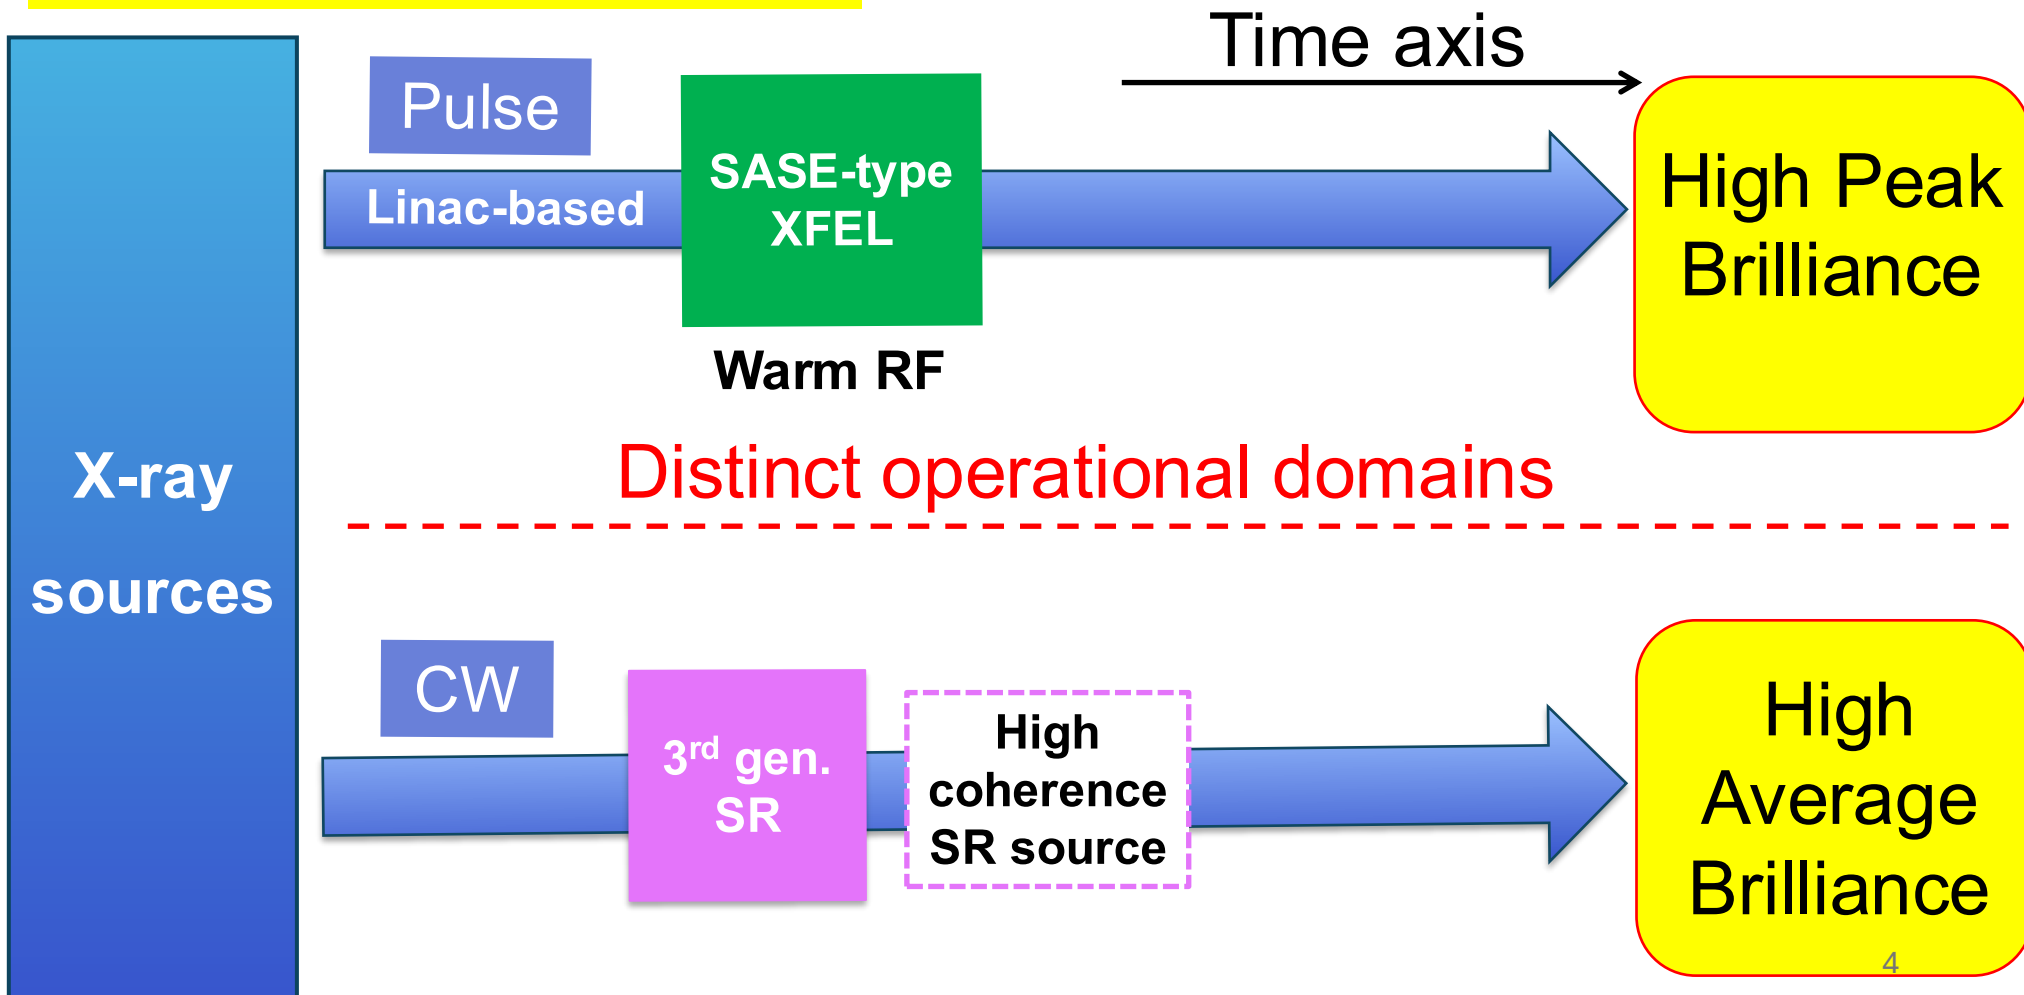 Time axis
Pulse
Linac-based
SASE-type
XFEL
Warm RF
High Peak
Brilliance
X-ray
sources
Distinct operational domains
CW
3rd gen.
SR
High
coherence
SR source
High
Average
Brilliance
4